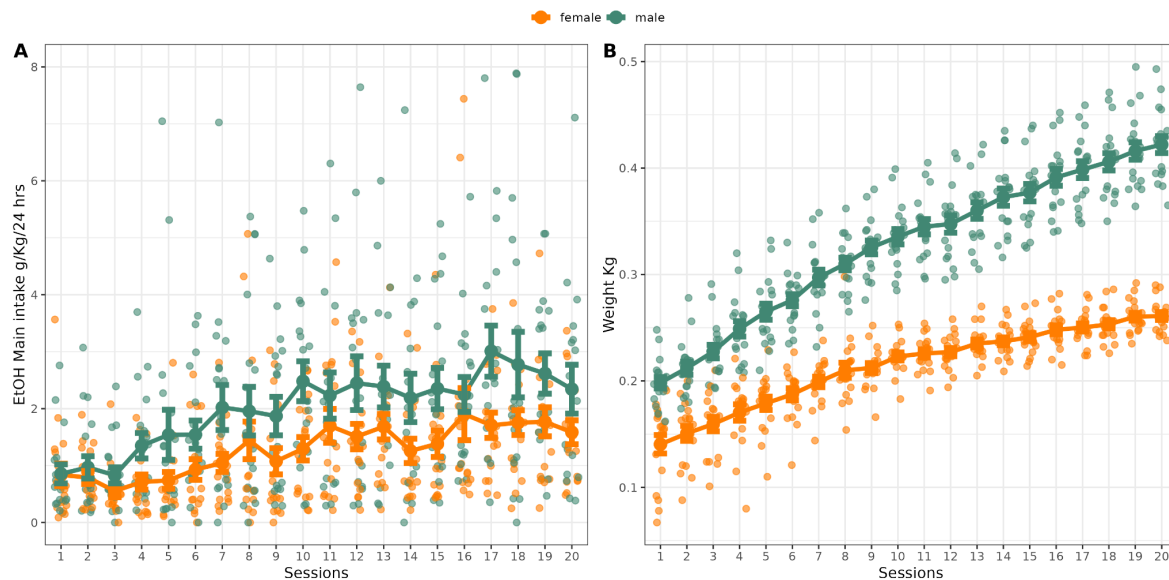 female male
A
EtOH Main intake g/Kg/24 hrs
8
6
4
2
0
1 2 3 4 5 6 7 8 9 10 11 12 13 14 15 16 17 18 19 20
Sessions
B
Weight Kg
0.5
0.4
0.3
0.2
0.1
1 2 3 4 5 6 7 8 9 10 11 12 13 14 15 16 17 18 19 20
Sessions